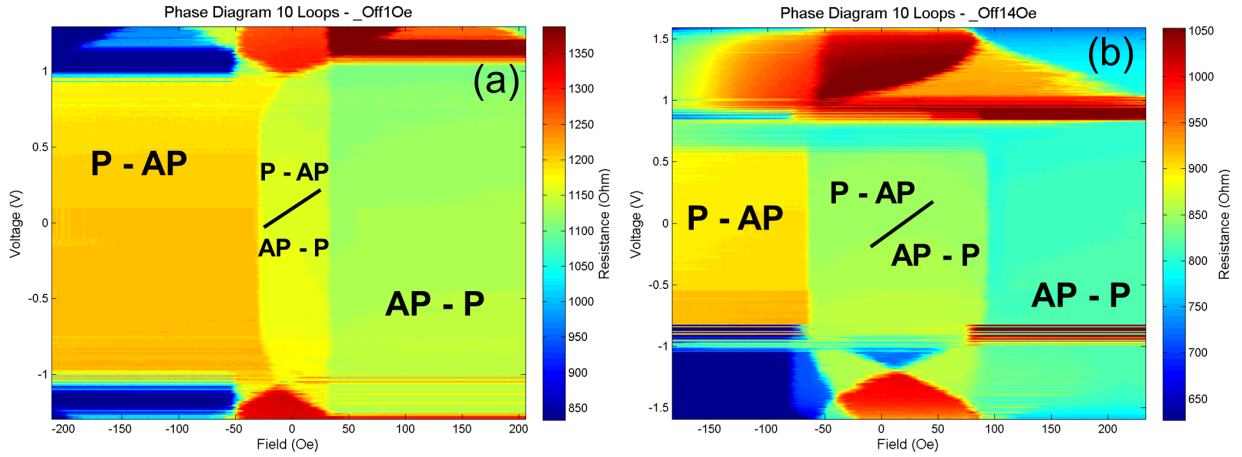 Phase Diagram 10 Loops - _Off1Oe
(a)
P - AP
P - AP
AP - P
AP - P
Voltage (V)
1
0.5
0
-0.5
-1
-200 -150 -100 -50 0 50 100 150 200
Field (Oe)
1350
1300
1250
1200
1150
1100
1050
1000
950
900
850
Resistance (Ohm)
Phase Diagram 10 Loops - _Off14Oe
(b)
P - AP
P - AP
AP - P
AP - P
Voltage (V)
1.5
1
0.5
0
-0.5
-1
-1.5
-150 -100 -50 0 50 100 150 200
Field (Oe)
1050
1000
950
900
850
800
750
700
650
Resistance (Ohm)